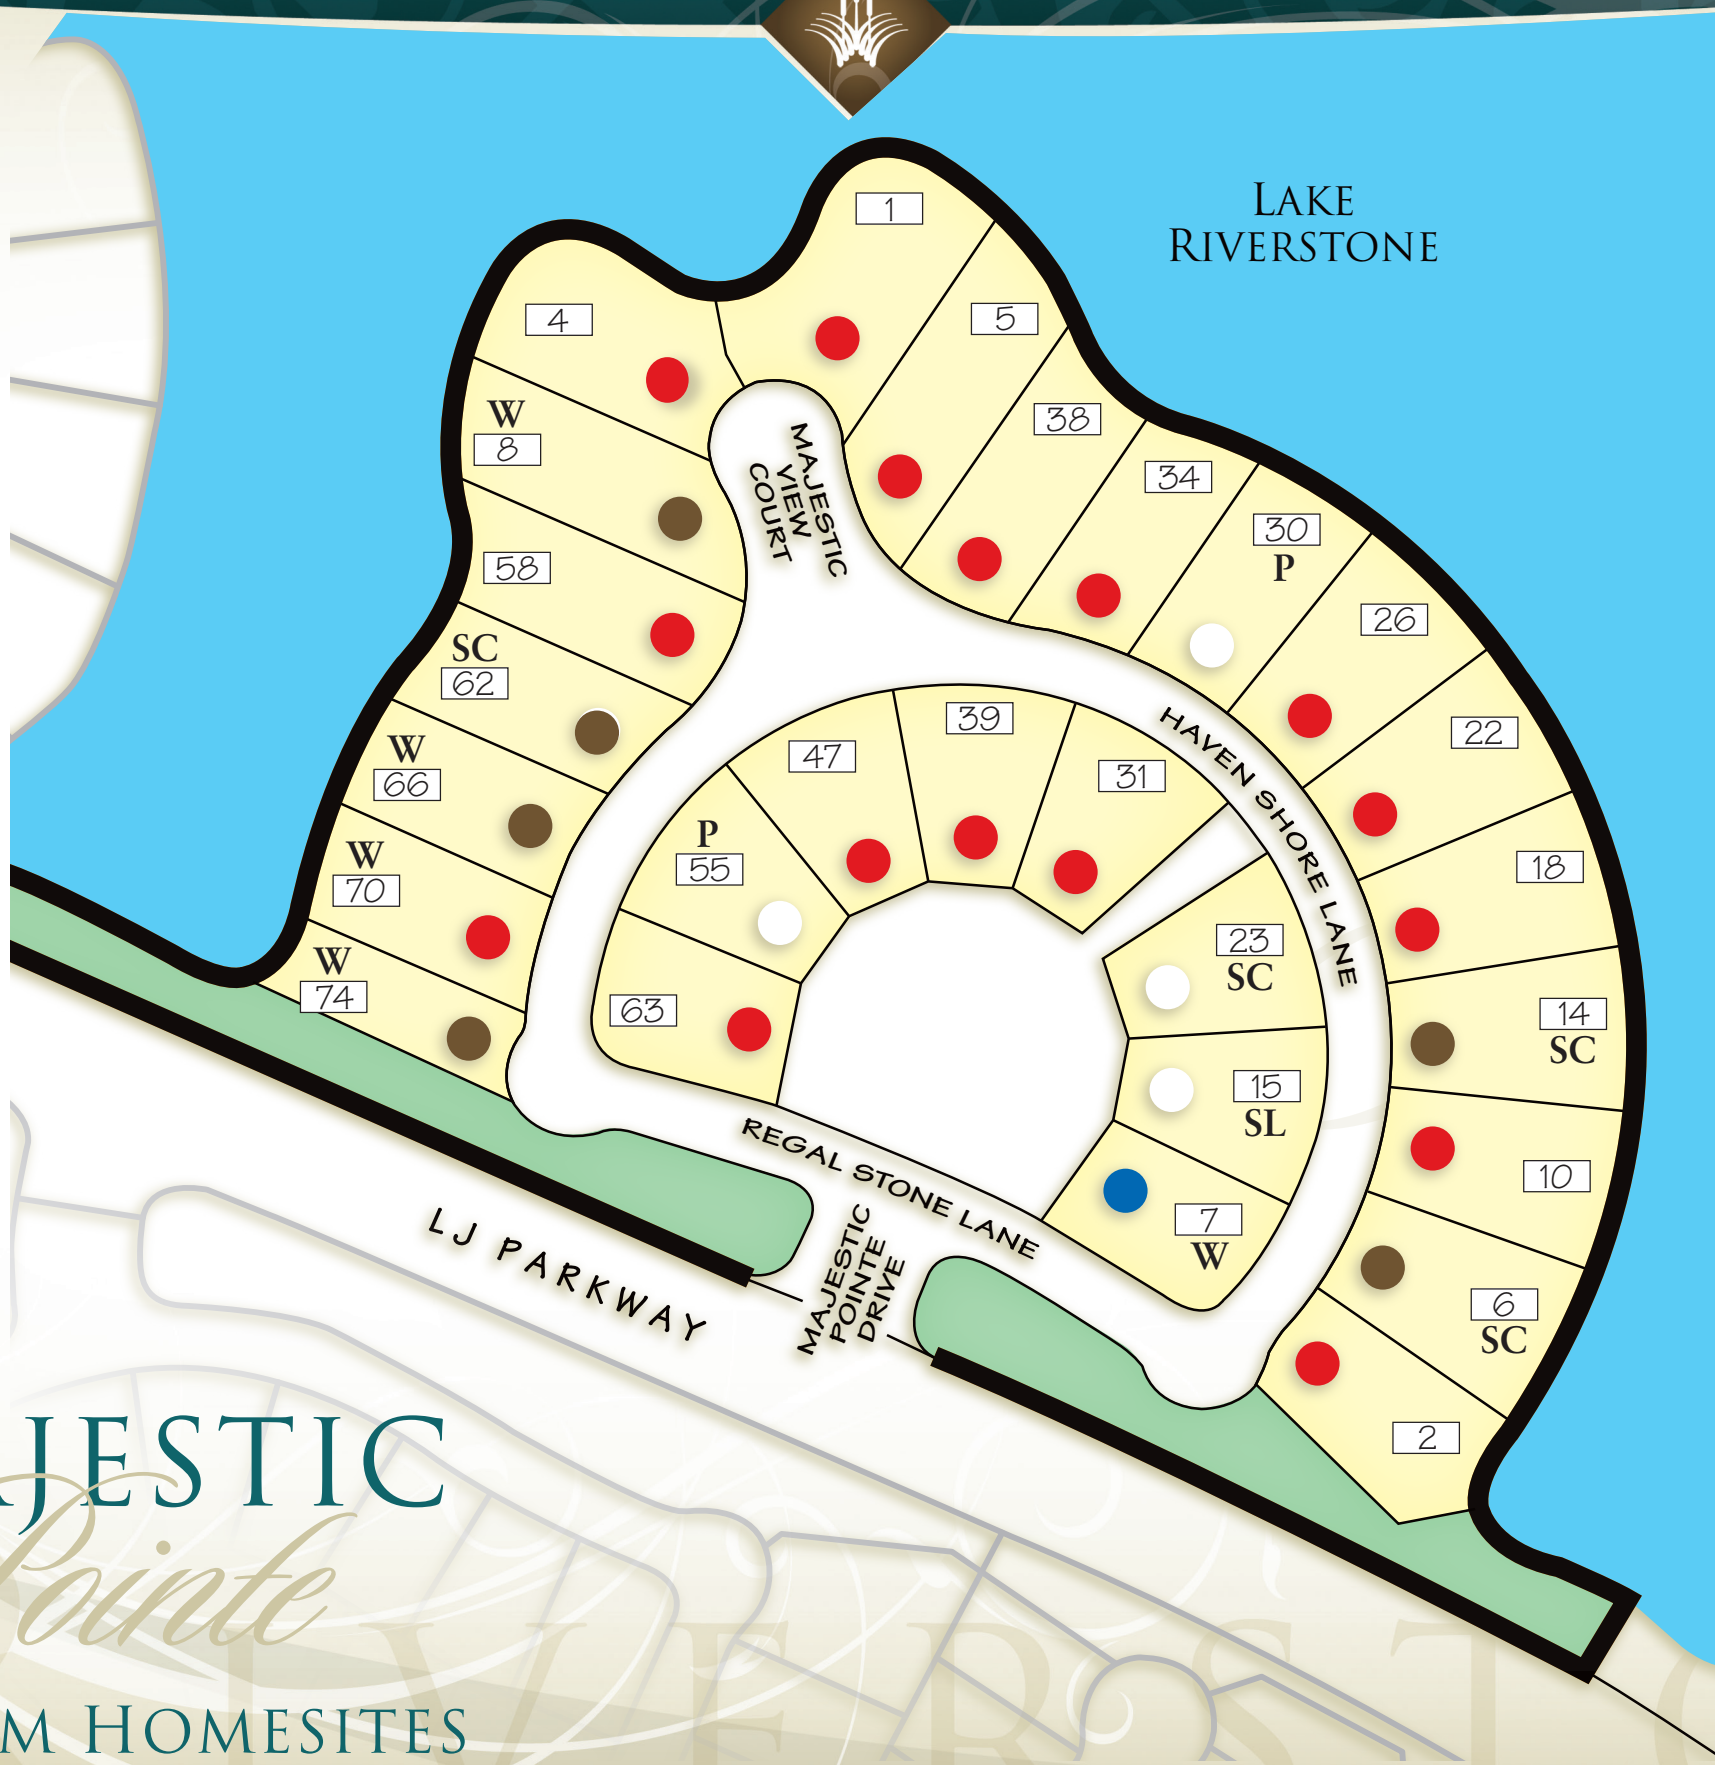 LAKE
RIVERSTONE
1
4
5
W
8
38
34
30
P
58
26
SC
62
22
W
66
18
W
70
W
74
14
SC
10
6
SC
2
MAJESTIC
VIEW
COURT
HAVEN SHORE LANE
39
47
31
P
55
23
SC
63
15
SL
7
W
REGAL STONE LANE
MAJESTIC
POINTE
DRIVE
LJ PARKWAY
JESTIC
Pointe
M HOMESITES
IVERST